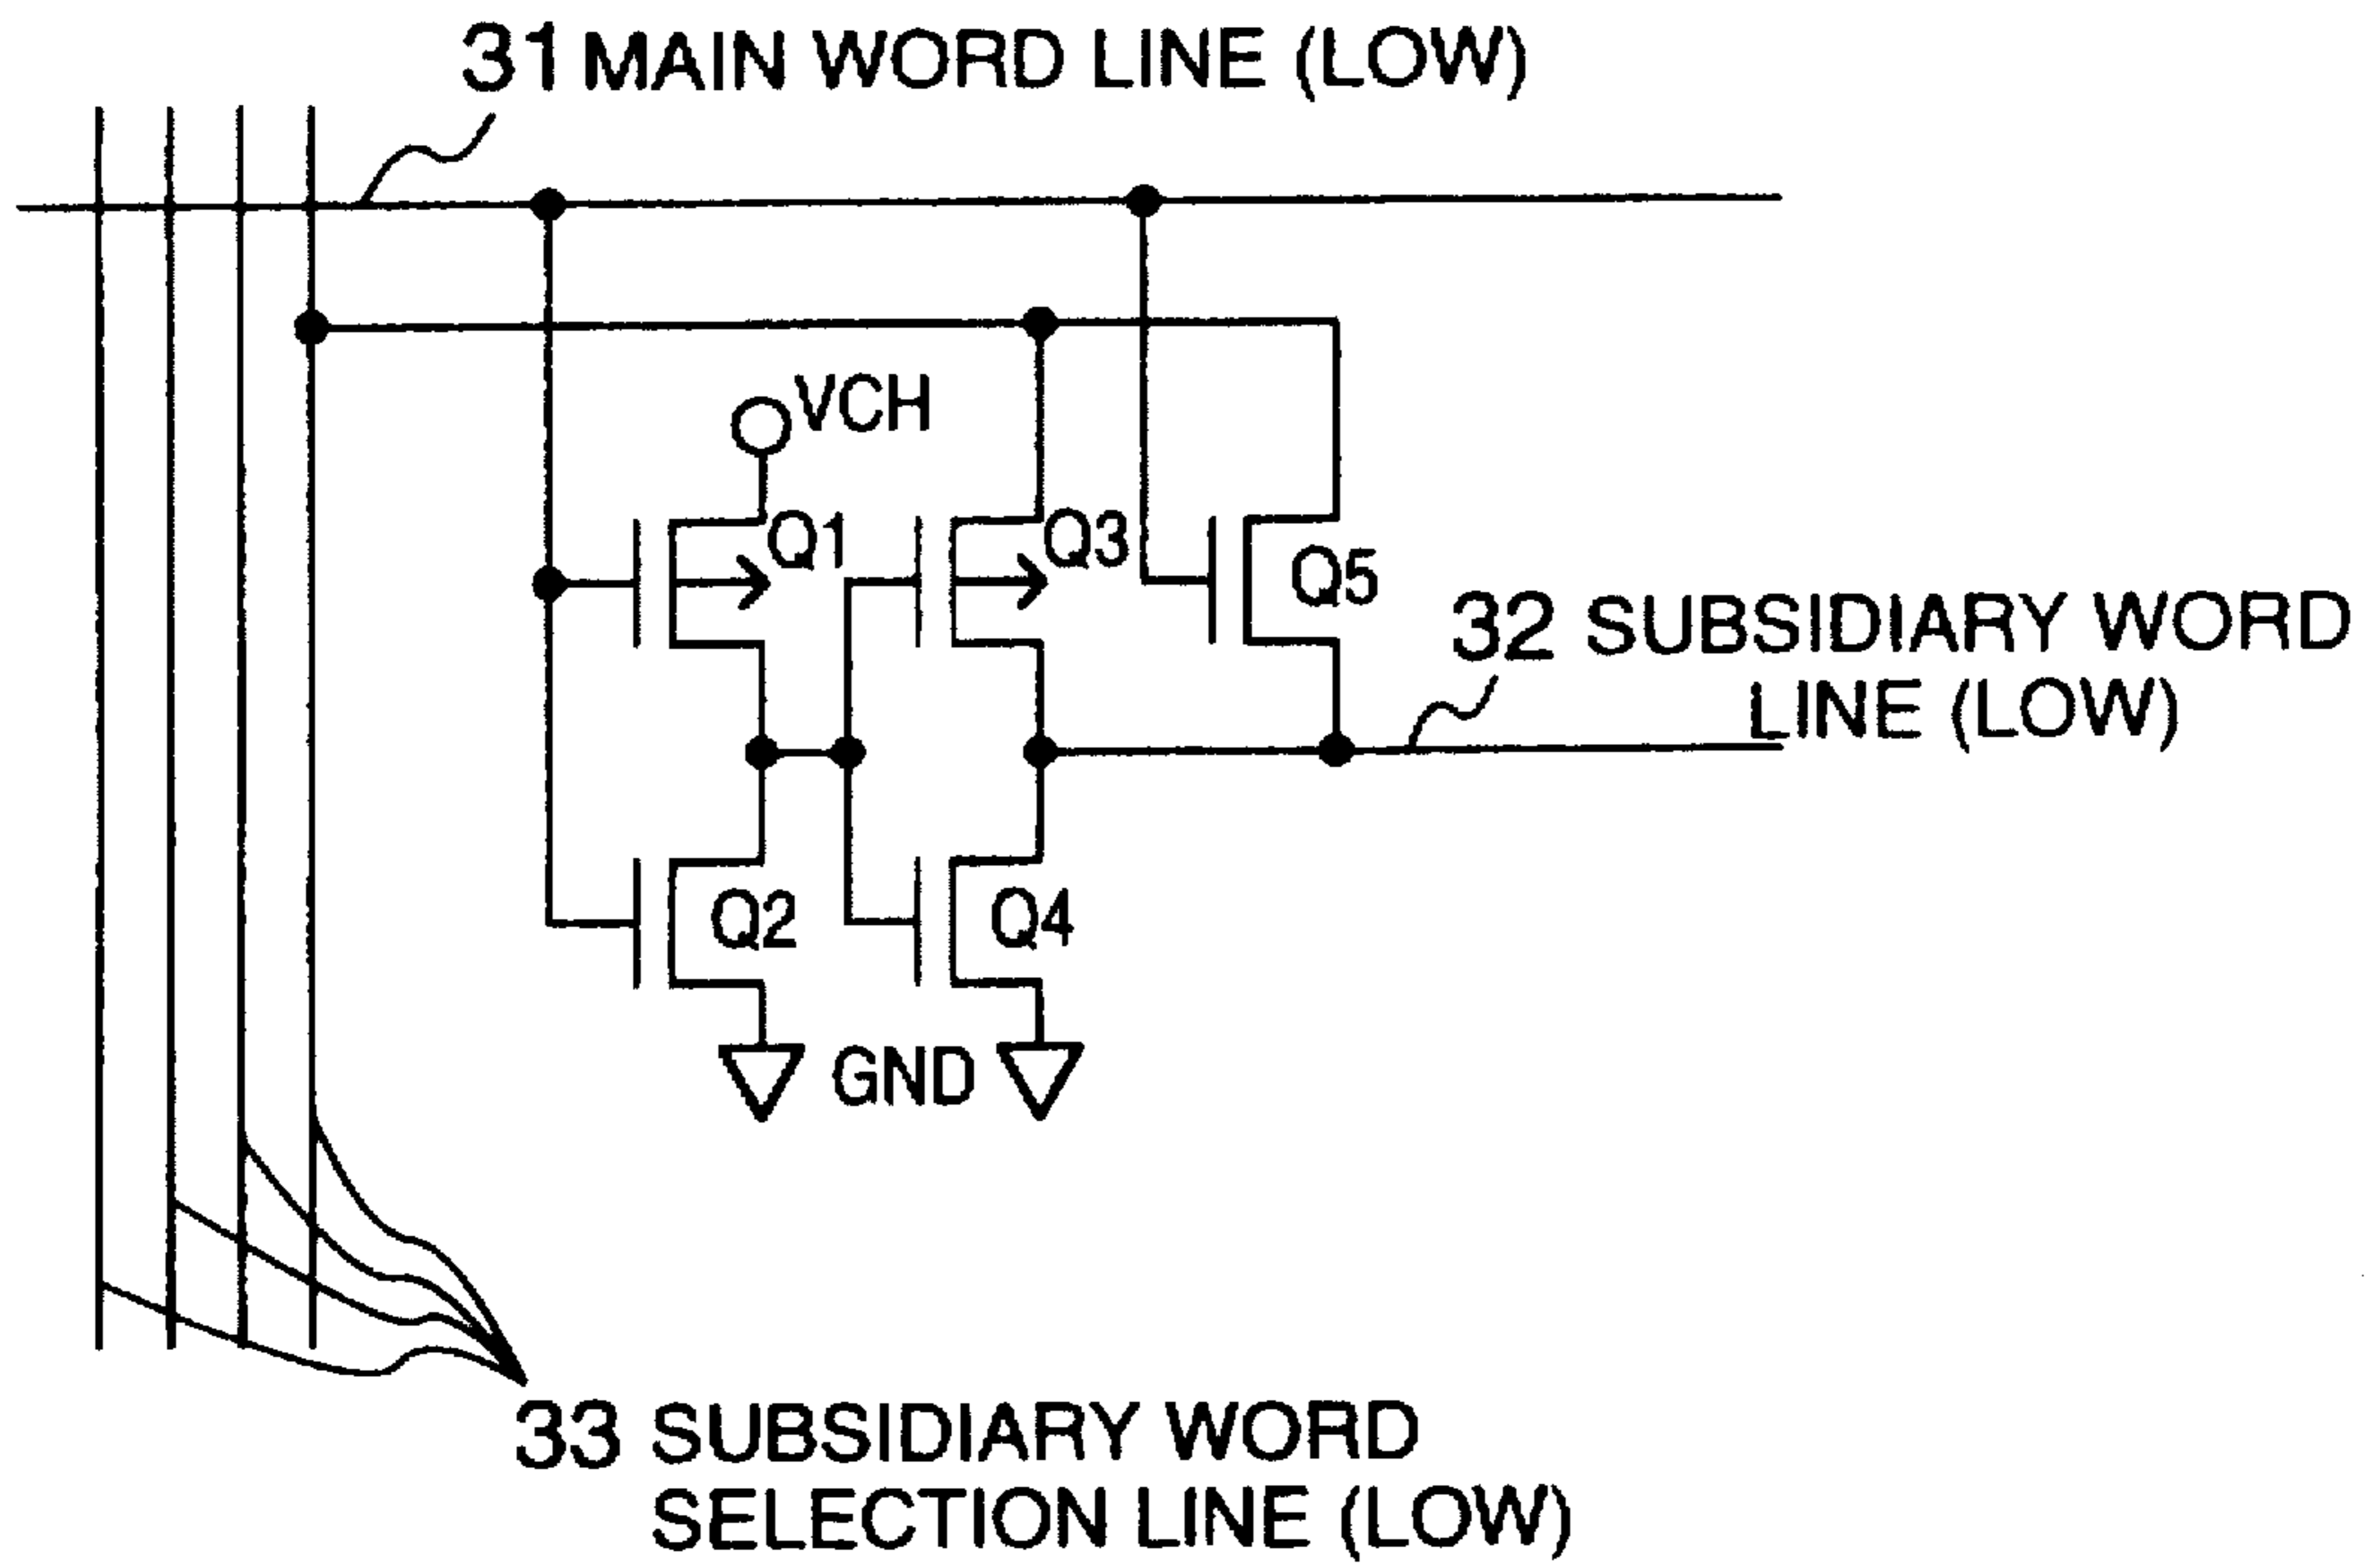 31 MAIN WORD LINE (LOW)
VCH
Q1
Q3
Q5
32 SUBSIDIARY WORD
LINE (LOW)
Q2
Q4
GND
33 SUBSIDIARY WORD
SELECTION LINE (LOW)